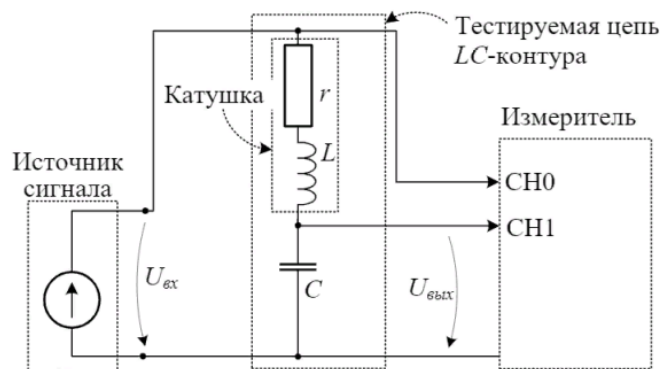 Тестируемая цепь
LC-контура
Катушка
r
Измеритель
L
Источник
сигнала
CH0
CH1
Uвх
C
Uвых